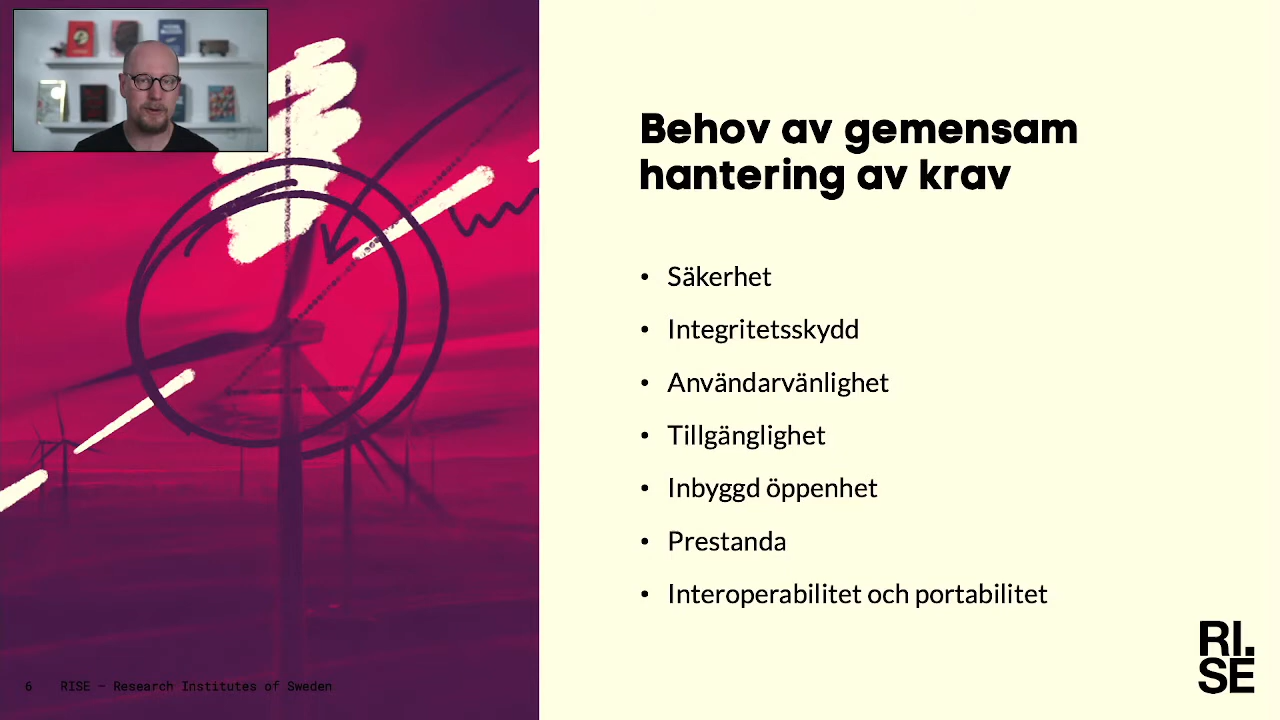 Behov av gemensam
hantering av krav
• Säkerhet
• Integritetsskydd
• Användarvänlighet
• Tillgänglighet
• Inbyggd öppenhet
• Prestanda
• Interoperabilitet och portabilitet
6 RISE — Research Institutes of Sweden
RI.
SE